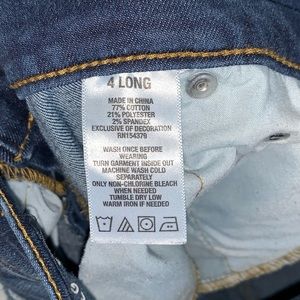 4 LONG
MADE IN CHINA
77% COTTON
21% POLYESTER
2% SPANDEX
EXCLUSIVE OF DECORATION
RN154379
WASH ONCE BEFORE
WEARING
TURN GARMENT INSIDE OUT
MACHINE WASH COLD
SEPARATELY
ONLY NON-CHLORINE BLEACH
WHEN NEEDED
TUMBLE DRY LOW
WARM IRON IF NEEDED